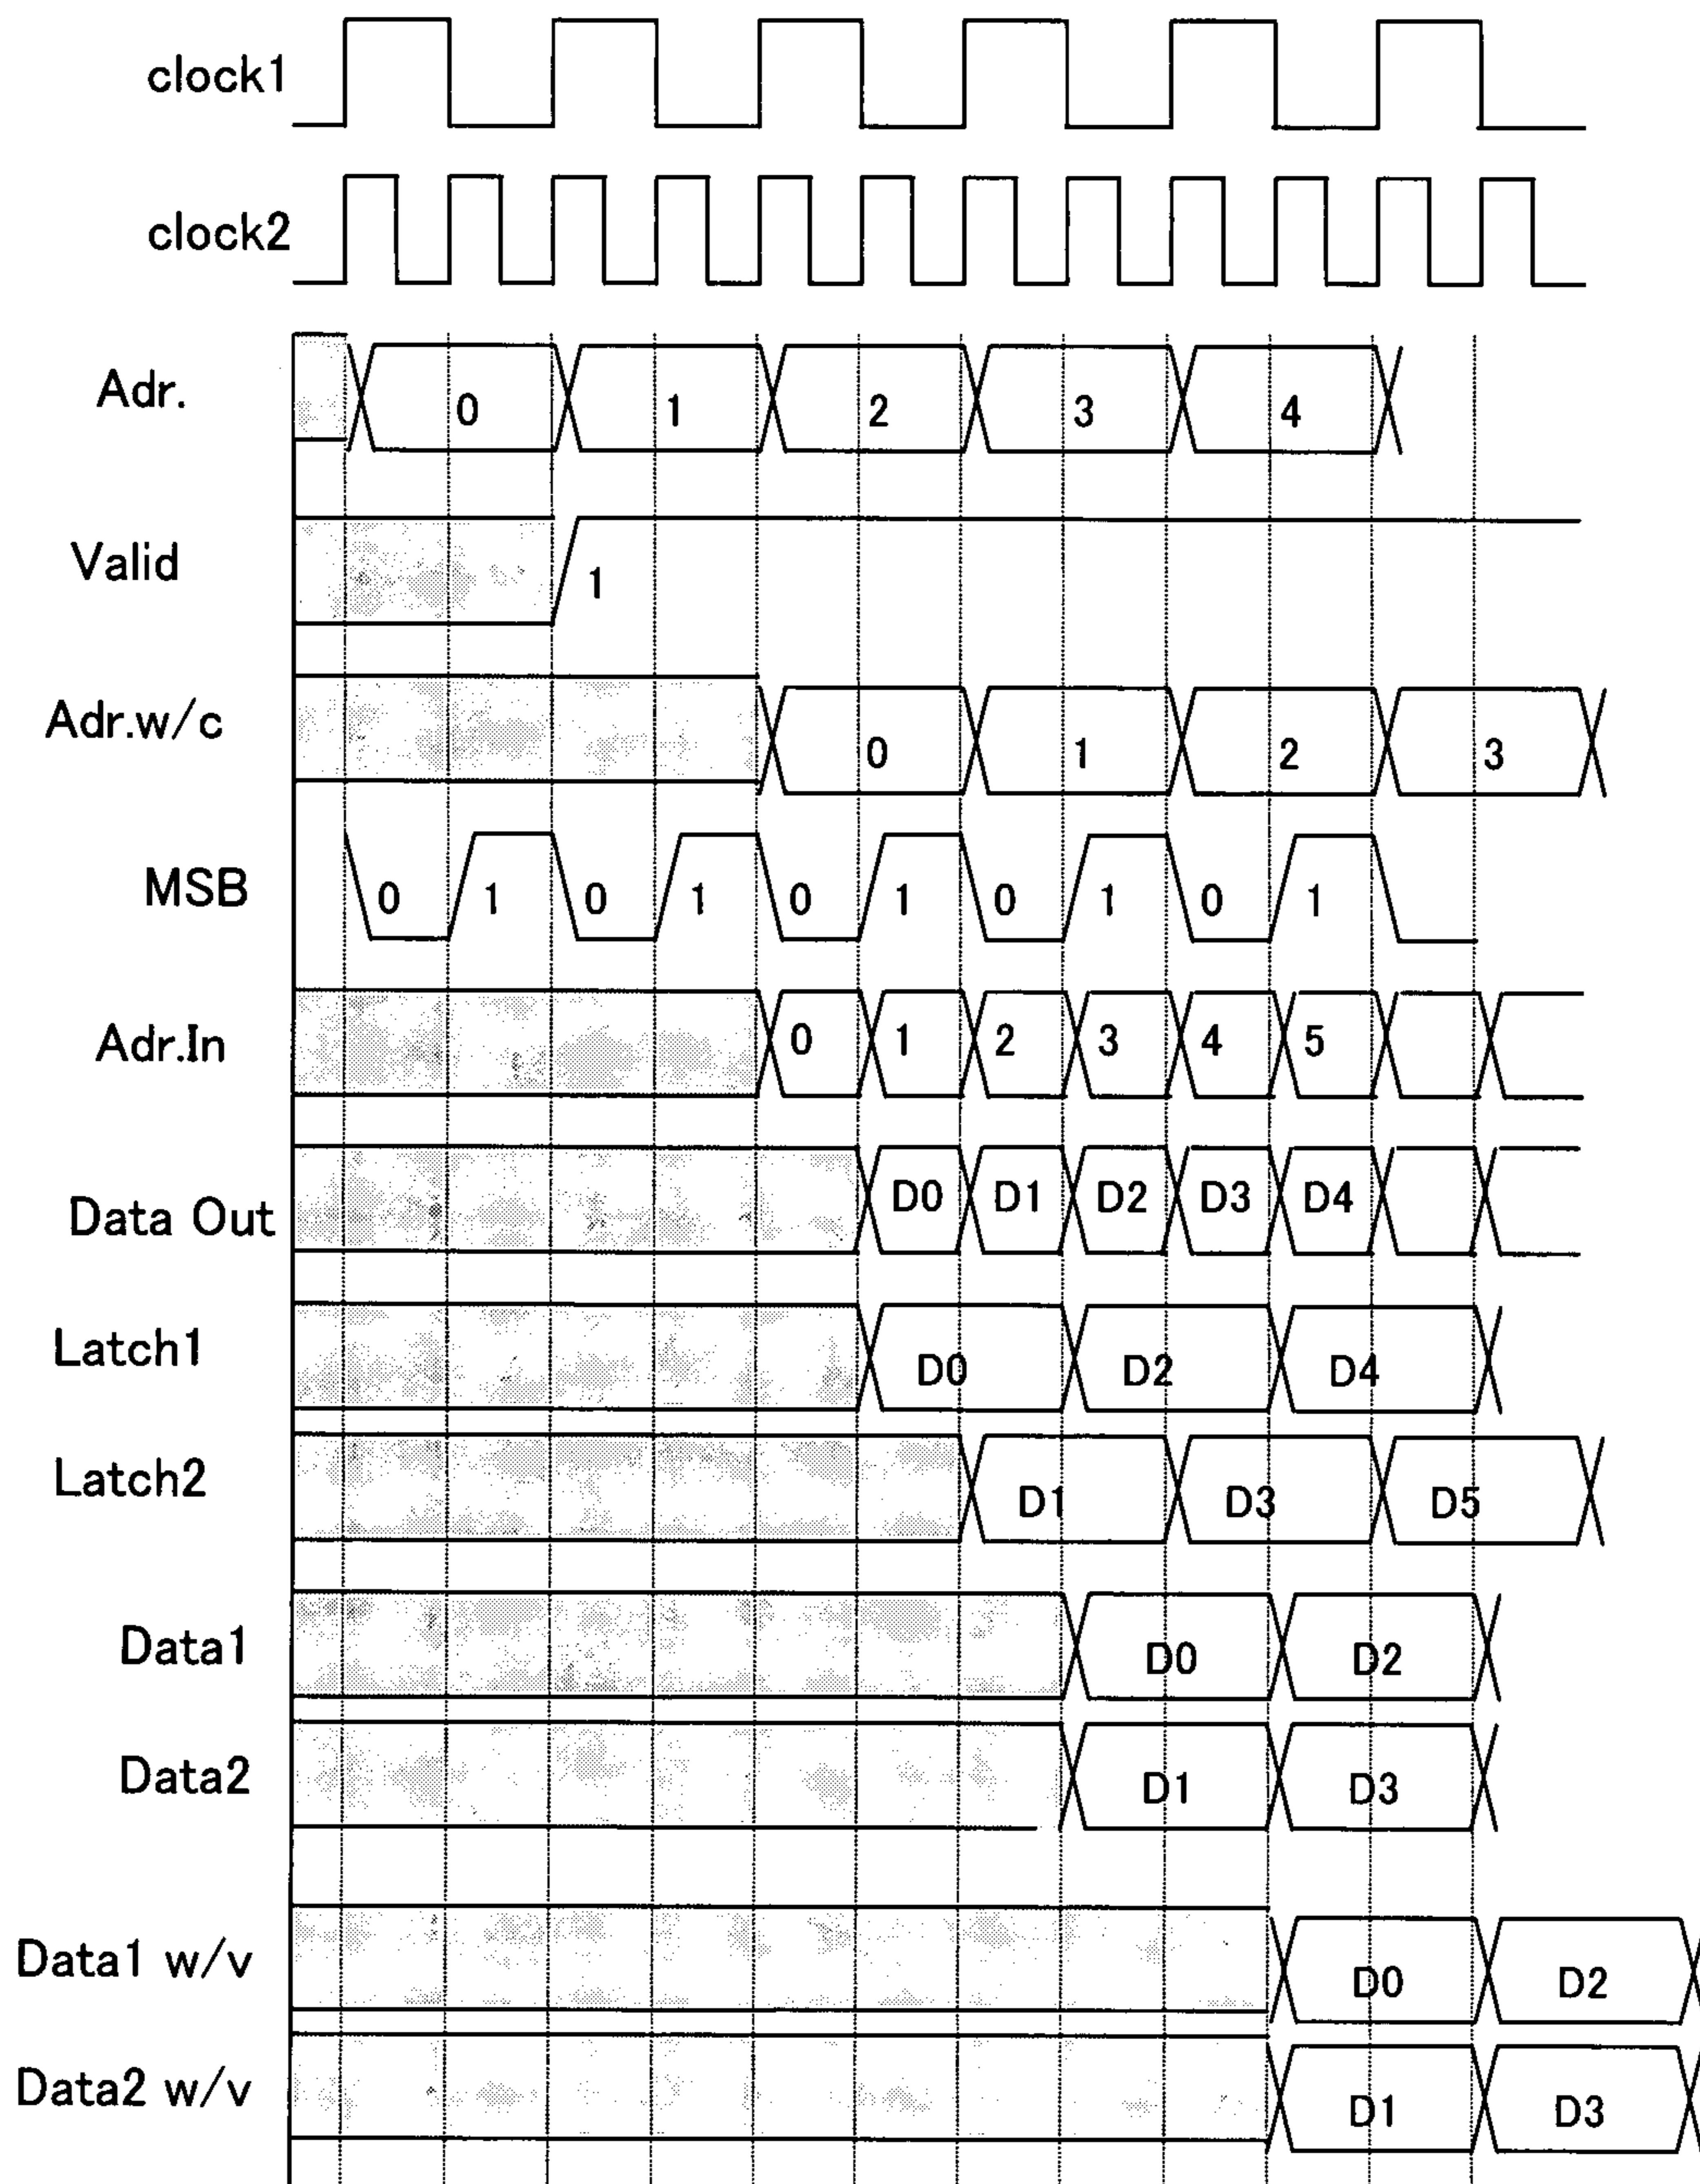 clock1
clock2
Adr. 0 1 2 3 4
Valid 1
Adr.w/c 0 1 2 3
MSB 0 1 0 1 0 1 0 1 0 1
Adr.In 0 1 2 3 4 5
Data Out D0 D1 D2 D3 D4
Latch1 D0 D2 D4
Latch2 D1 D3 D5
Data1 D0 D2
Data2 D1 D3
Data1 w/v D0 D2
Data2 w/v D1 D3